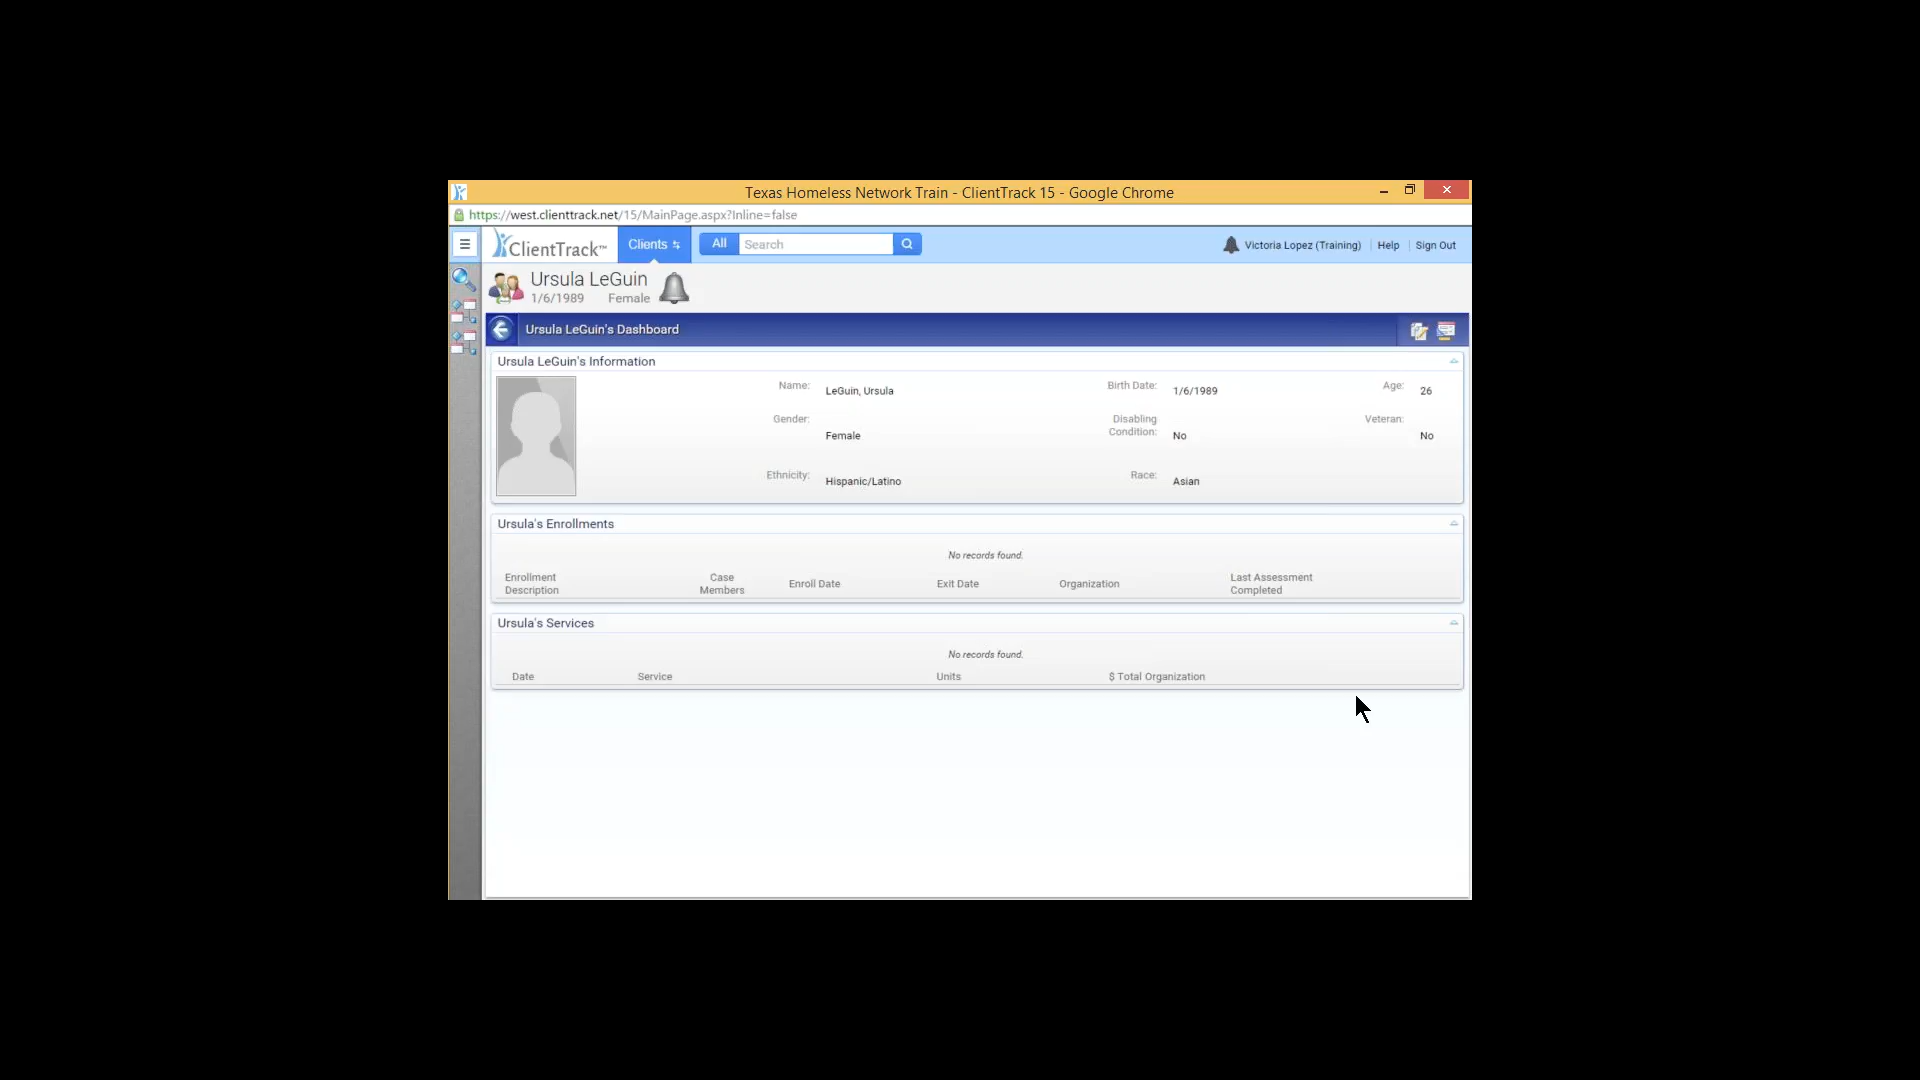 Texas Homeless Network Train - ClientTrack 15 - Google Chrome
https://west.clienttrack.net/15/MainPage.aspx?Inline=false
ClientTrack™ Clients All Search Victoria Lopez (Training) Help Sign Out
Ursula LeGuin
1/6/1989 Female
Ursula LeGuin's Dashboard
Ursula LeGuin's Information
Name: LeGuin, Ursula Birth Date: 1/6/1989 Age: 26
Gender: Female Disabling Condition: No Veteran: No
Ethnicity: Hispanic/Latino Race: Asian
Ursula's Enrollments
No records found.
Enrollment Description Case Members Enroll Date Exit Date Organization Last Assessment Completed
Ursula's Services
No records found.
Date Service Units $ Total Organization